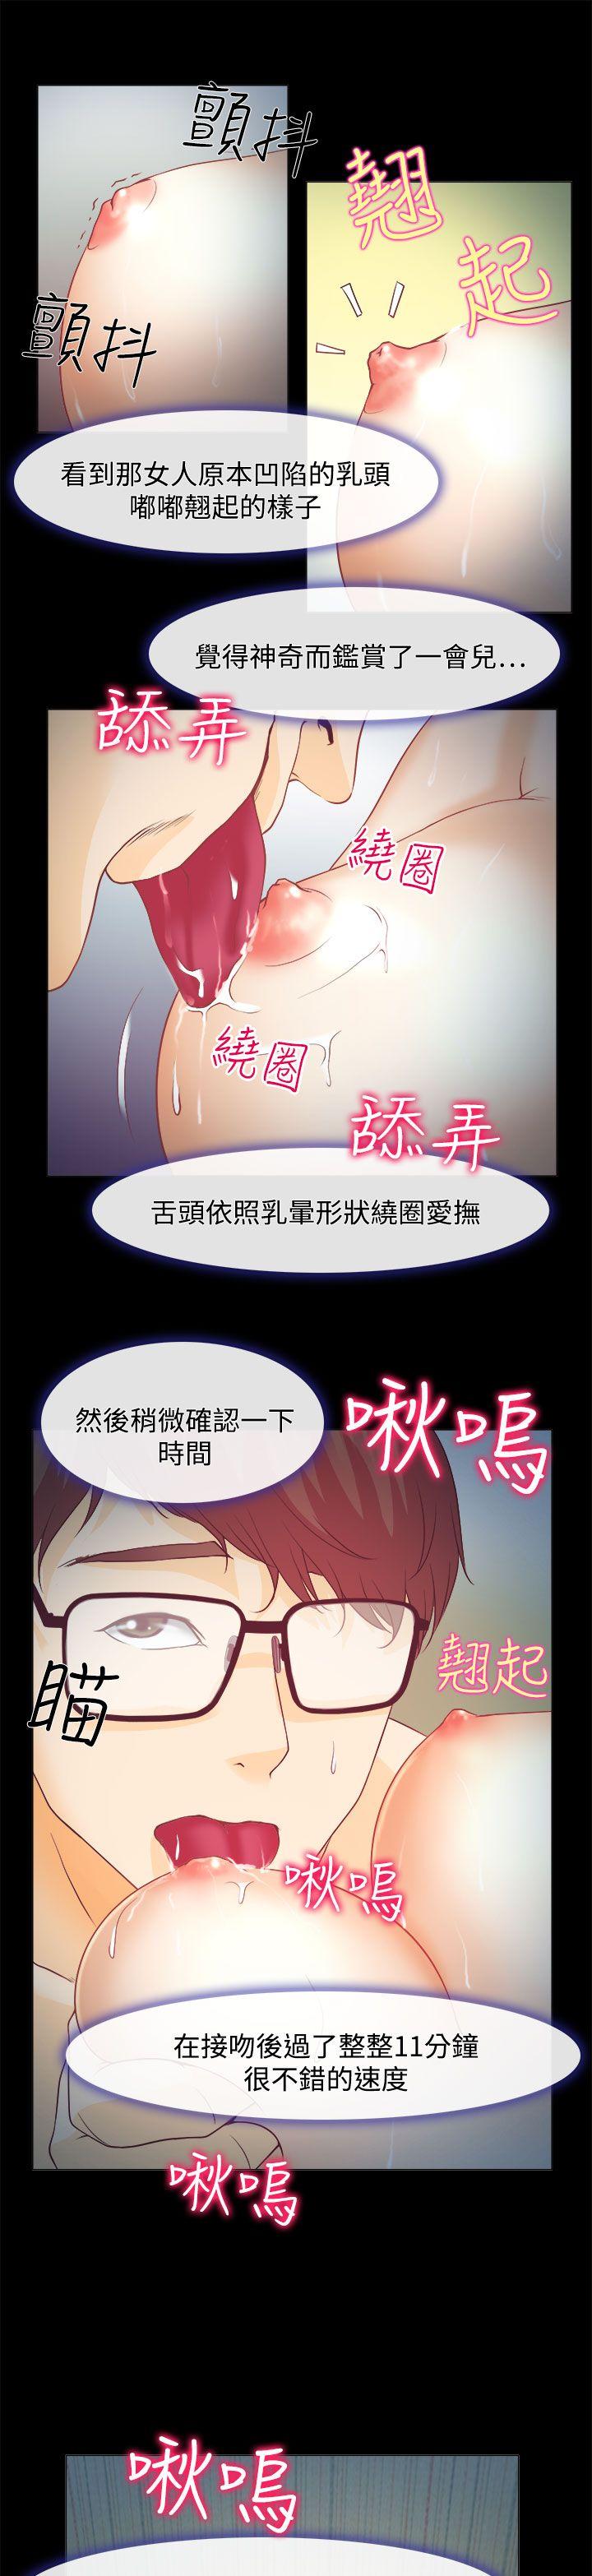 顫抖
翹起
顫抖
看到那女人原本凹陷的乳頭
嘟嘟翹起的樣子
覺得神奇而鑑賞了一會兒...
舔弄
繞圈
繞圈
舔弄
舌頭依照乳暈形狀繞圈愛撫
然後稍微確認一下
時間
啾嗚
翹起
瞄
啾嗚
在接吻後過了整整11分鐘
很不錯的速度
啾嗚
啾嗚